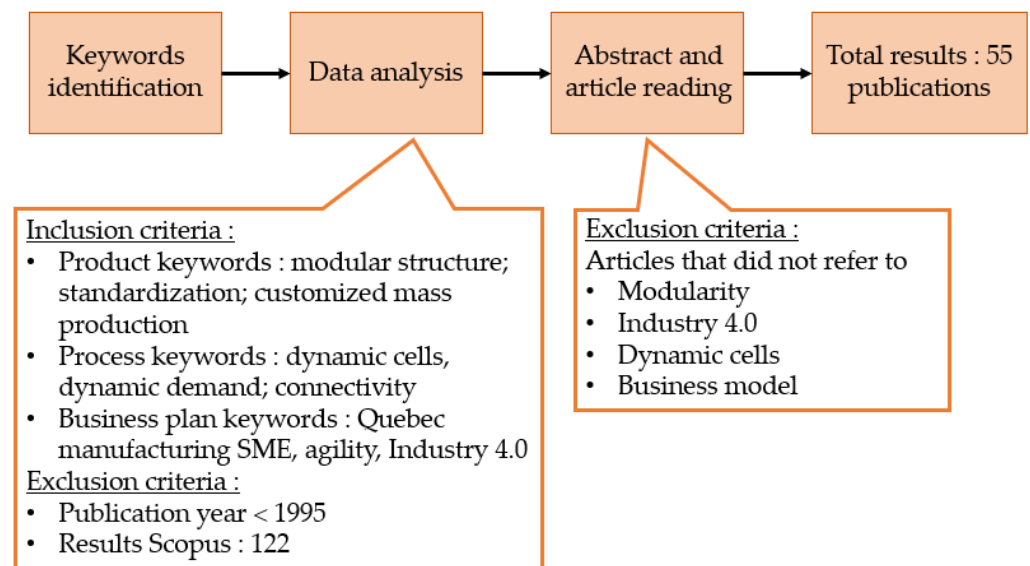 Keywords
identification
Data analysis
Abstract and
article reading
Total results : 55
publications
Inclusion criteria :
• Product keywords : modular structure;
standardization; customized mass
production
• Process keywords : dynamic cells,
dynamic demand; connectivity
• Business plan keywords : Quebec
manufacturing SME, agility, Industry 4.0
Exclusion criteria :
• Publication year < 1995
• Results Scopus : 122
Exclusion criteria :
Articles that did not refer to
• Modularity
• Industry 4.0
• Dynamic cells
• Business model